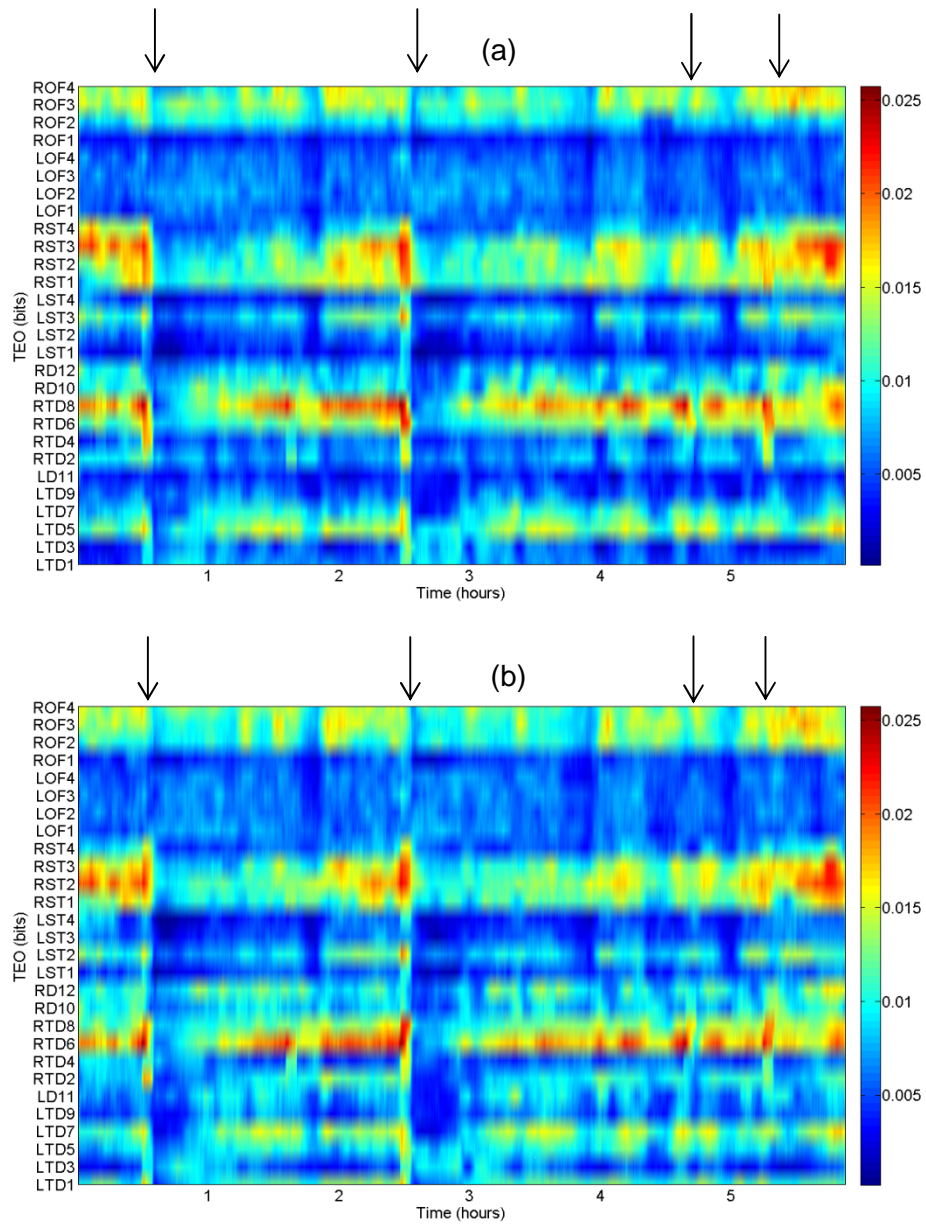 (a)
ROF4
ROF3
ROF2
ROF1
LOF4
LOF3
LOF2
LOF1
RST4
RST3
RST2
RST1
LST4
LST3
LST2
LST1
RD12
RD10
RTD8
RTD6
RTD4
RTD2
LD11
LTD9
LTD7
LTD5
LTD3
LTD1
TEO (bits)
1 2 3 4 5
Time (hours)
0.025
0.02
0.015
0.01
0.005
(b)
ROF4
ROF3
ROF2
ROF1
LOF4
LOF3
LOF2
LOF1
RST4
RST3
RST2
RST1
LST4
LST3
LST2
LST1
RD12
RD10
RTD8
RTD6
RTD4
RTD2
LD11
LTD9
LTD7
LTD5
LTD3
LTD1
TEO (bits)
1 2 3 4 5
Time (hours)
0.025
0.02
0.015
0.01
0.005